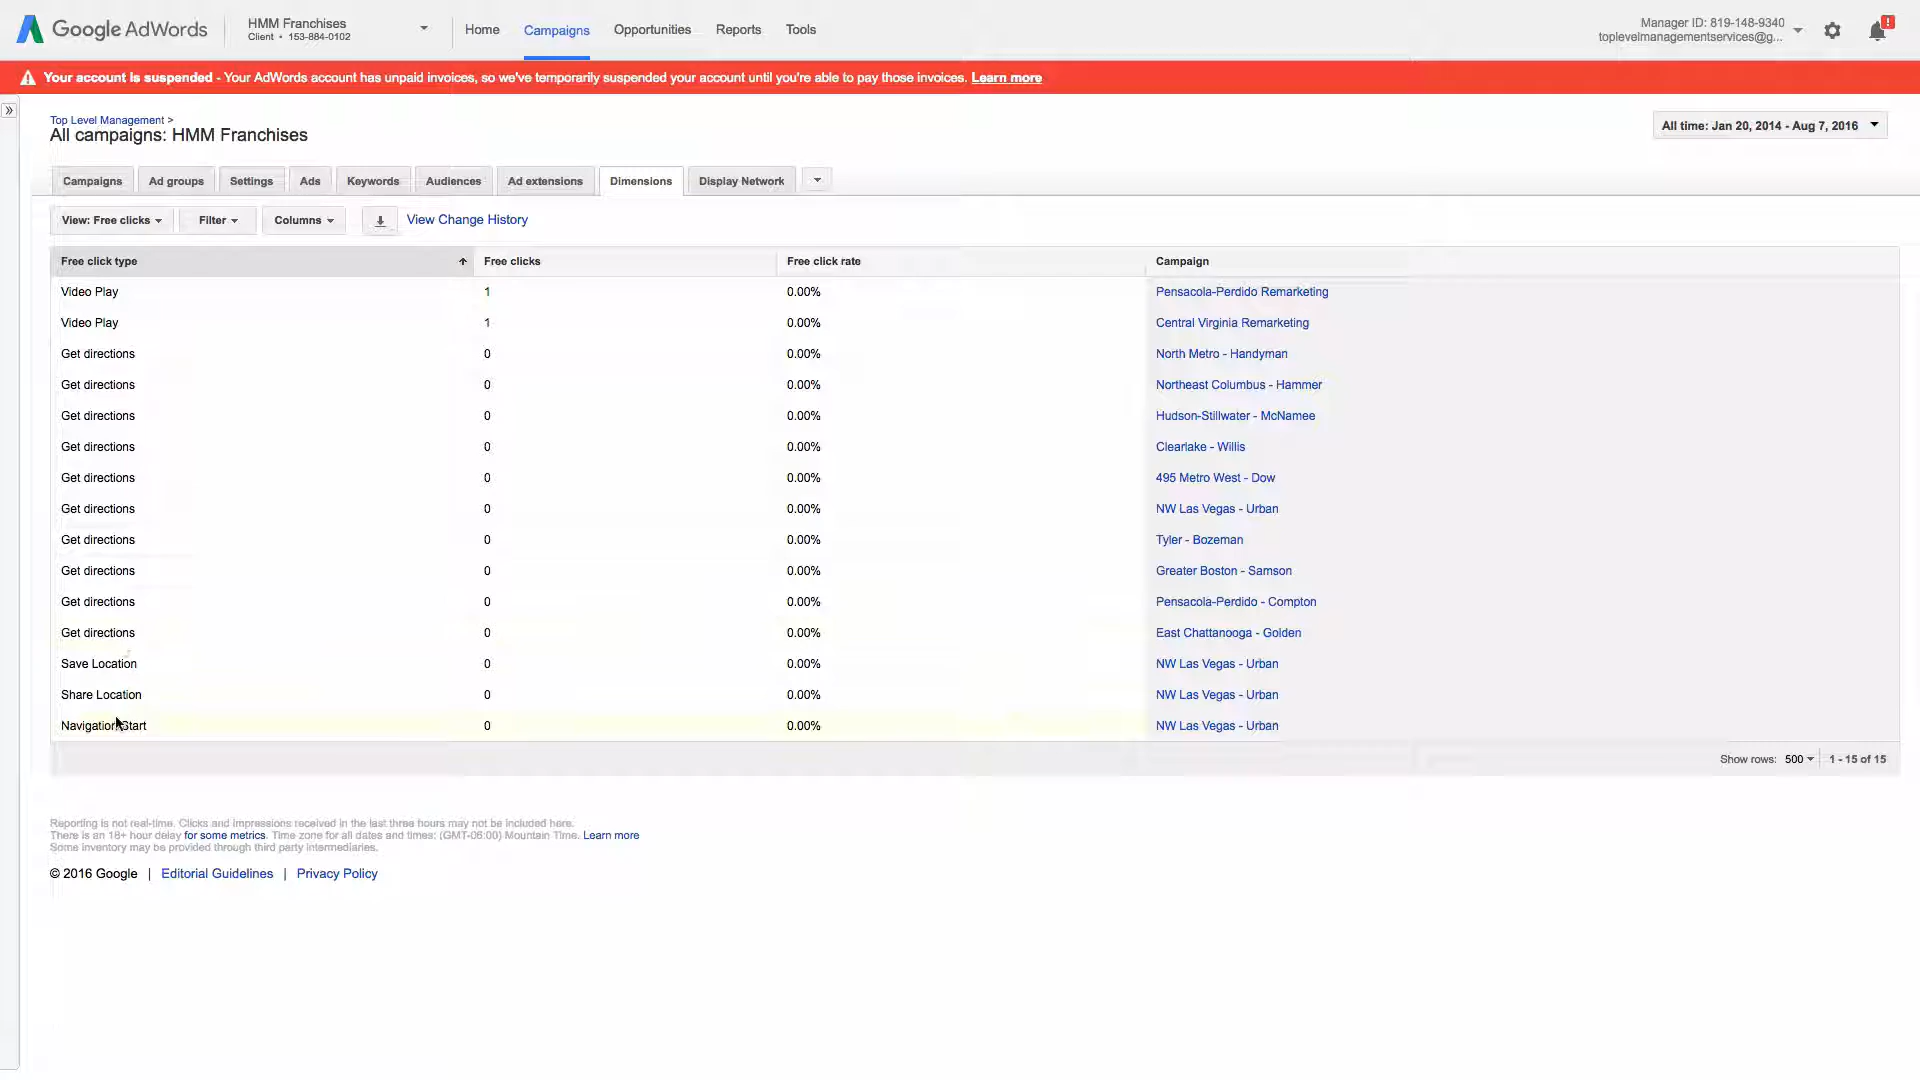 Google AdWords
HMM Franchises
Client • 153-884-0102
Home
Campaigns
Opportunities
Reports
Tools
Manager ID: 819-148-9340
toplevelmanagementservices@g...
!
Your account is suspended - Your AdWords account has unpaid invoices, so we've temporarily suspended your account until you're able to pay those invoices. Learn more
»
Top Level Management >
All campaigns: HMM Franchises
All time: Jan 20, 2014 - Aug 7, 2016
Campaigns
Ad groups
Settings
Ads
Keywords
Audiences
Ad extensions
Dimensions
Display Network
View: Free clicks
Filter
Columns
View Change History
Free click type Free clicks Free click rate Campaign
Video Play 1 0.00% Pensacola-Perdido Remarketing
Video Play 1 0.00% Central Virginia Remarketing
Get directions 0 0.00% North Metro - Handyman
Get directions 0 0.00% Northeast Columbus - Hammer
Get directions 0 0.00% Hudson-Stillwater - McNamee
Get directions 0 0.00% Clearlake - Willis
Get directions 0 0.00% 495 Metro West - Dow
Get directions 0 0.00% NW Las Vegas - Urban
Get directions 0 0.00% Tyler - Bozeman
Get directions 0 0.00% Greater Boston - Samson
Get directions 0 0.00% Pensacola-Perdido - Compton
Get directions 0 0.00% East Chattanooga - Golden
Save Location 0 0.00% NW Las Vegas - Urban
Share Location 0 0.00% NW Las Vegas - Urban
Navigation Start 0 0.00% NW Las Vegas - Urban
Show rows: 500 1 - 15 of 15
Reporting is not real-time. Clicks and impressions received in the last three hours may not be included here.
There is an 18+ hour delay for some metrics. Time zone for all dates and times: (GMT-06:00) Mountain Time. Learn more
Some inventory may be provided through third party intermediaries.
© 2016 Google | Editorial Guidelines | Privacy Policy